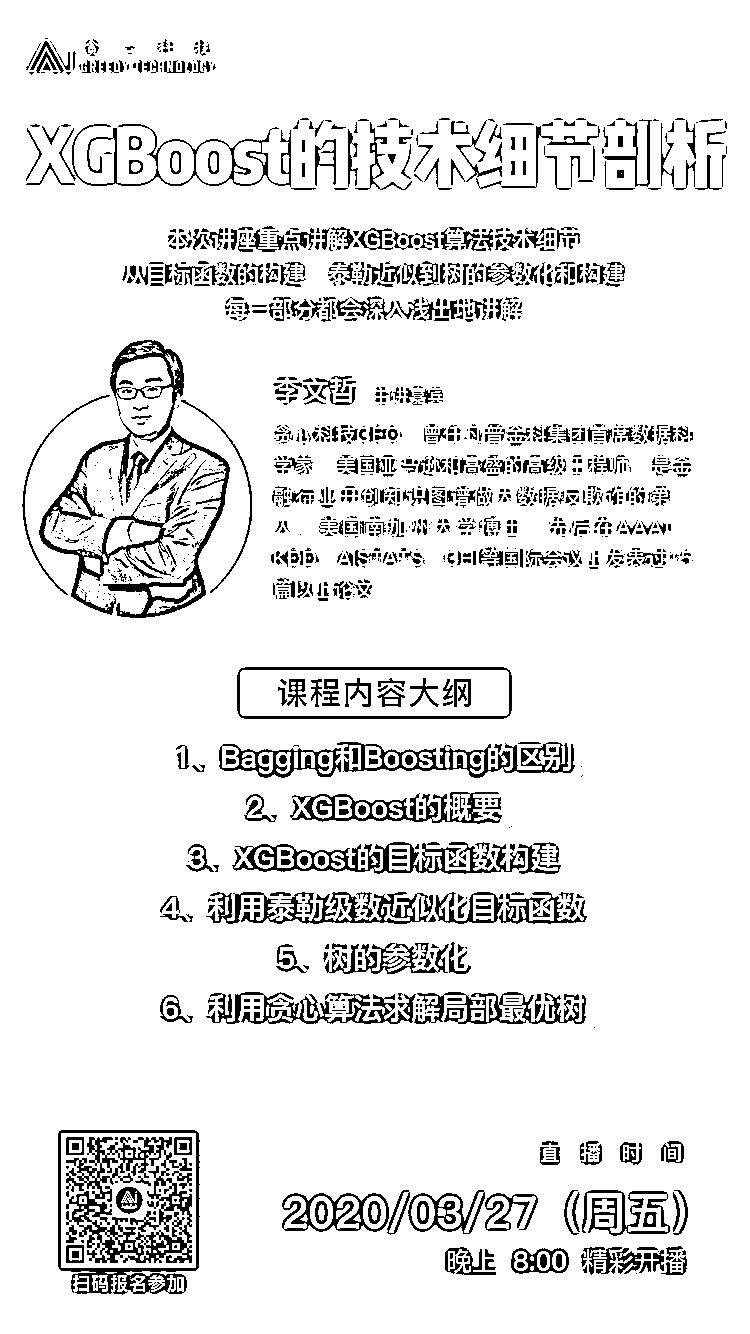 贪心科技
GREEDY TECHNOLOGY
XGBoost的技术细节剖析
本次讲座重点讲解XGBoost算法技术细节
从目标函数的构建 泰勒近似到树的参数化和构建
每一部分都会深入浅出地讲解
李文哲 主讲嘉宾
贪心科技CEO 曾任凡普金科集团首席数据科
学家 美国亚马逊和高盛的高级工程师 是金
融行业开创知识图谱做大数据反欺诈的第
人 美国南加州大学博士 先后在AAAI
KDD AISTATS CHI等国际会议上发表过
篇以上论文
课程内容大纲
1、Bagging和Boosting的区别
2、XGBoost的概要
3、XGBoost的目标函数构建
4、利用泰勒级数近似化目标函数
5、树的参数化
6、利用贪心算法求解局部最优树
直播时间
2020/03/27（周五）
晚上 8:00 精彩开播
扫码报名参加